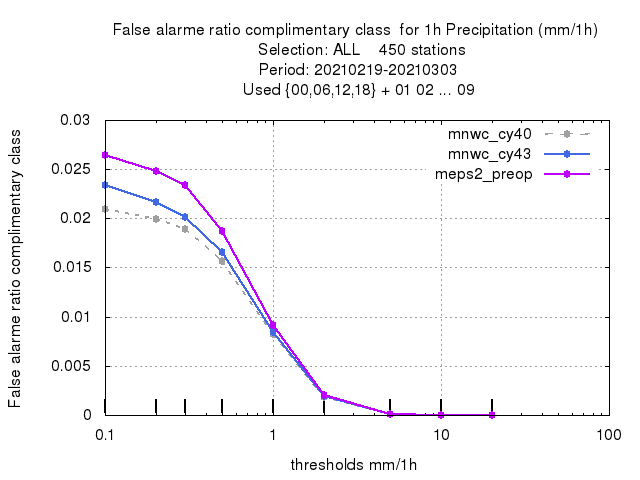 False alarme ratio complimentary class  for 1h Precipitation (mm/1h)
Selection: ALL    450 stations
Period: 20210219-20210303
Used {00,06,12,18} + 01 02 ... 09
False alarme ratio complimentary class
0.03
0.025
0.02
0.015
0.01
0.005
0
mnwc_cy40
mnwc_cy43
meps2_preop
0.1
1
10
100
thresholds mm/1h